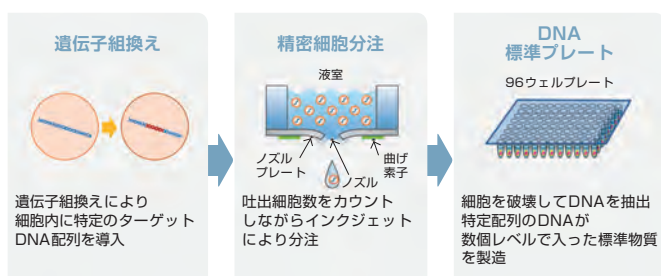 遺伝子組換え
遺伝子組換えにより
細胞内に特定のターゲット
DNA配列を導入
精密細胞分注
液室
ノズル
プレート
ノズル
曲げ
素子
吐出細胞数をカウント
しながらインクジェット
により分注
DNA
標準プレート
96ウェルプレート
細胞を破壊してDNAを抽出
特定配列のDNAが
数個レベルで入った標準物質
を製造